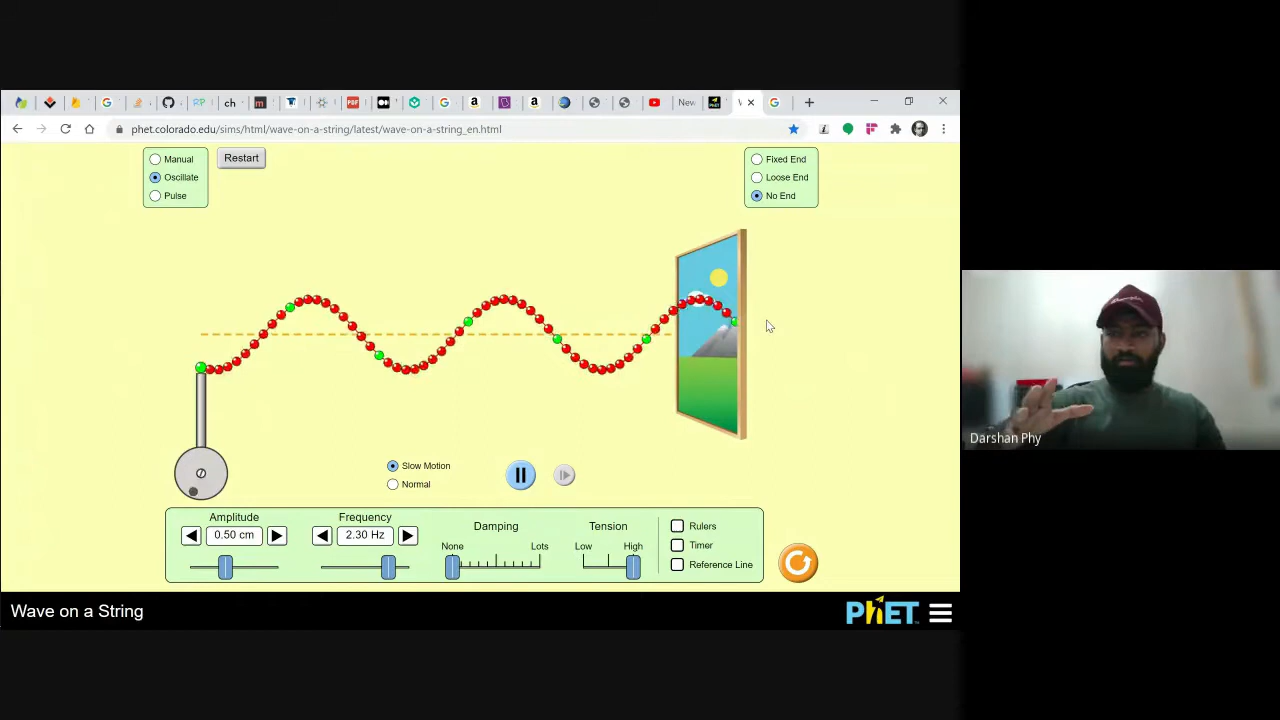 ch
New
phet.colorado.edu/sims/html/wave-on-a-string/latest/wave-on-a-string_en.html
Manual
Oscillate
Pulse
Restart
Fixed End
Loose End
No End
Slow Motion
Normal
Amplitude
0.50 cm
Frequency
2.30 Hz
Damping
None
Lots
Tension
Low
High
Rulers
Timer
Reference Line
Wave on a String
PhET
Darshan Phy